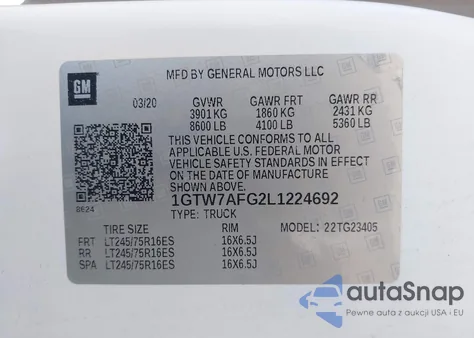 GM
MFD BY GENERAL MOTORS LLC
03/20 GVWR GAWR FRT GAWR RR
3901 KG 1860 KG 2431 KG
8600 LB 4100 LB 5360 LB
THIS VEHICLE CONFORMS TO ALL
APPLICABLE U.S. FEDERAL MOTOR
VEHICLE SAFETY STANDARDS IN EFFECT
ON THE DATE OF MANUFACTURE
SHOWN ABOVE.
0624 1GTW7AFG2L1224692
TYPE: TRUCK
TIRE SIZE RIM MODEL: 22TG23405
FRT LT245/75R16ES 16X6.5J
RR LT245/75R16ES 16X6.5J
SPA LT245/75R16ES 16X6.5J
autoSnap
Pewne auta z aukcji USA i EU